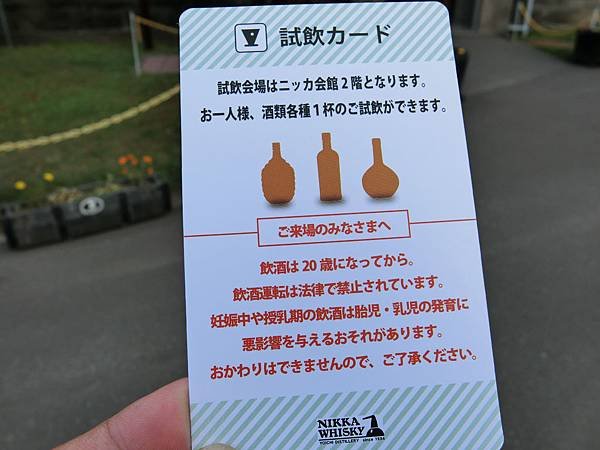 試飲カード
試飲会場はニッカ会館2階となります。
お一人様、酒類各種1杯のご試飲ができます。
ご来場のみなさまへ
飲酒は20歳になってから。
飲酒運転は法律で禁止されています。
妊娠中や授乳期の飲酒は胎児・乳児の発育に
悪影響を与えるおそれがあります。
おかわりはできませんので、ご了承ください。
NIKKA
WHISKY
YOICHI DISTILLERY since 1934